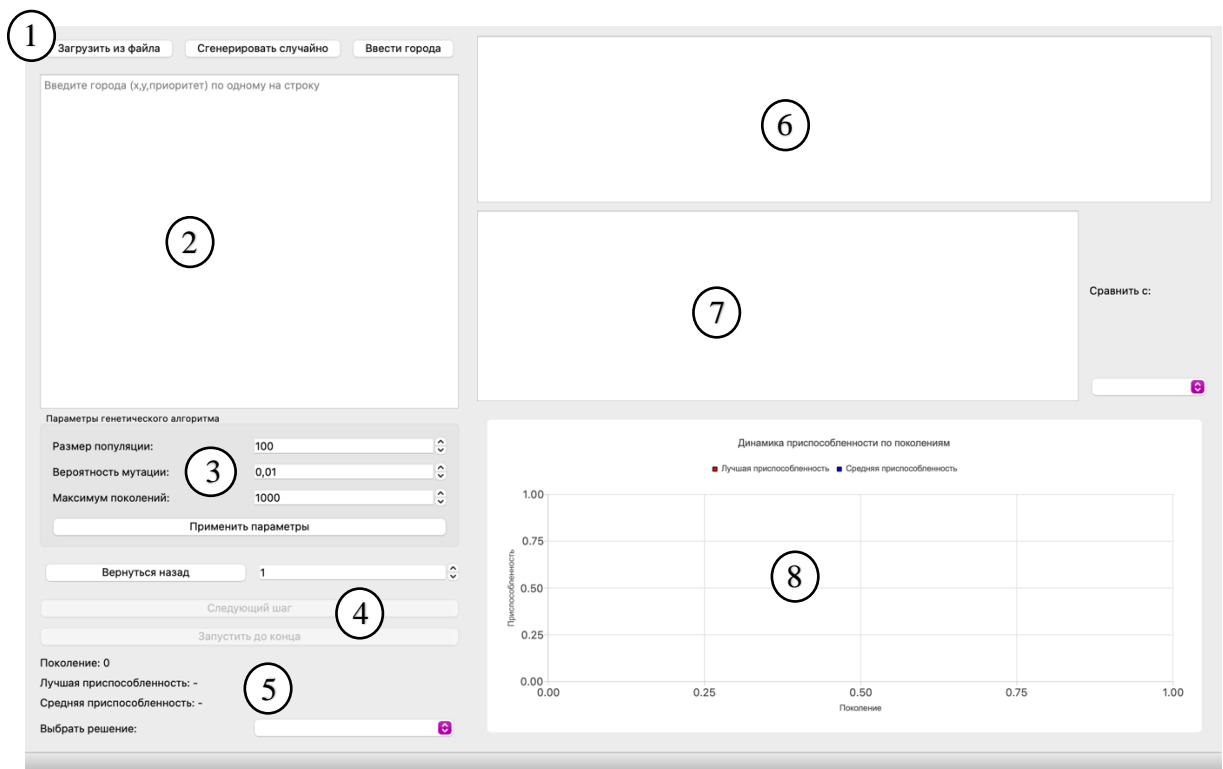 1
Загрузить из файла Сгенерировать случайно Ввести города
Введите города (x,y,приоритет) по одному на строку
2
Параметры генетического алгоритма
Размер популяции: 100
Вероятность мутации: 0,01
3
Максимум поколений: 1000
Применить параметры
Вернуться назад 1
Следующий шаг
4
Запустить до конца
Поколение: 0
Лучшая приспособленность: -
5
Средняя приспособленность: -
Выбрать решение:
6
7
Сравнить с:
Динамика приспособленности по поколениям
Лучшая приспособленность Средняя приспособленность
1.00
0.75
0.50
0.25
0.00
Приспособленность
8
0.00 0.25 0.50 0.75 1.00
Поколение